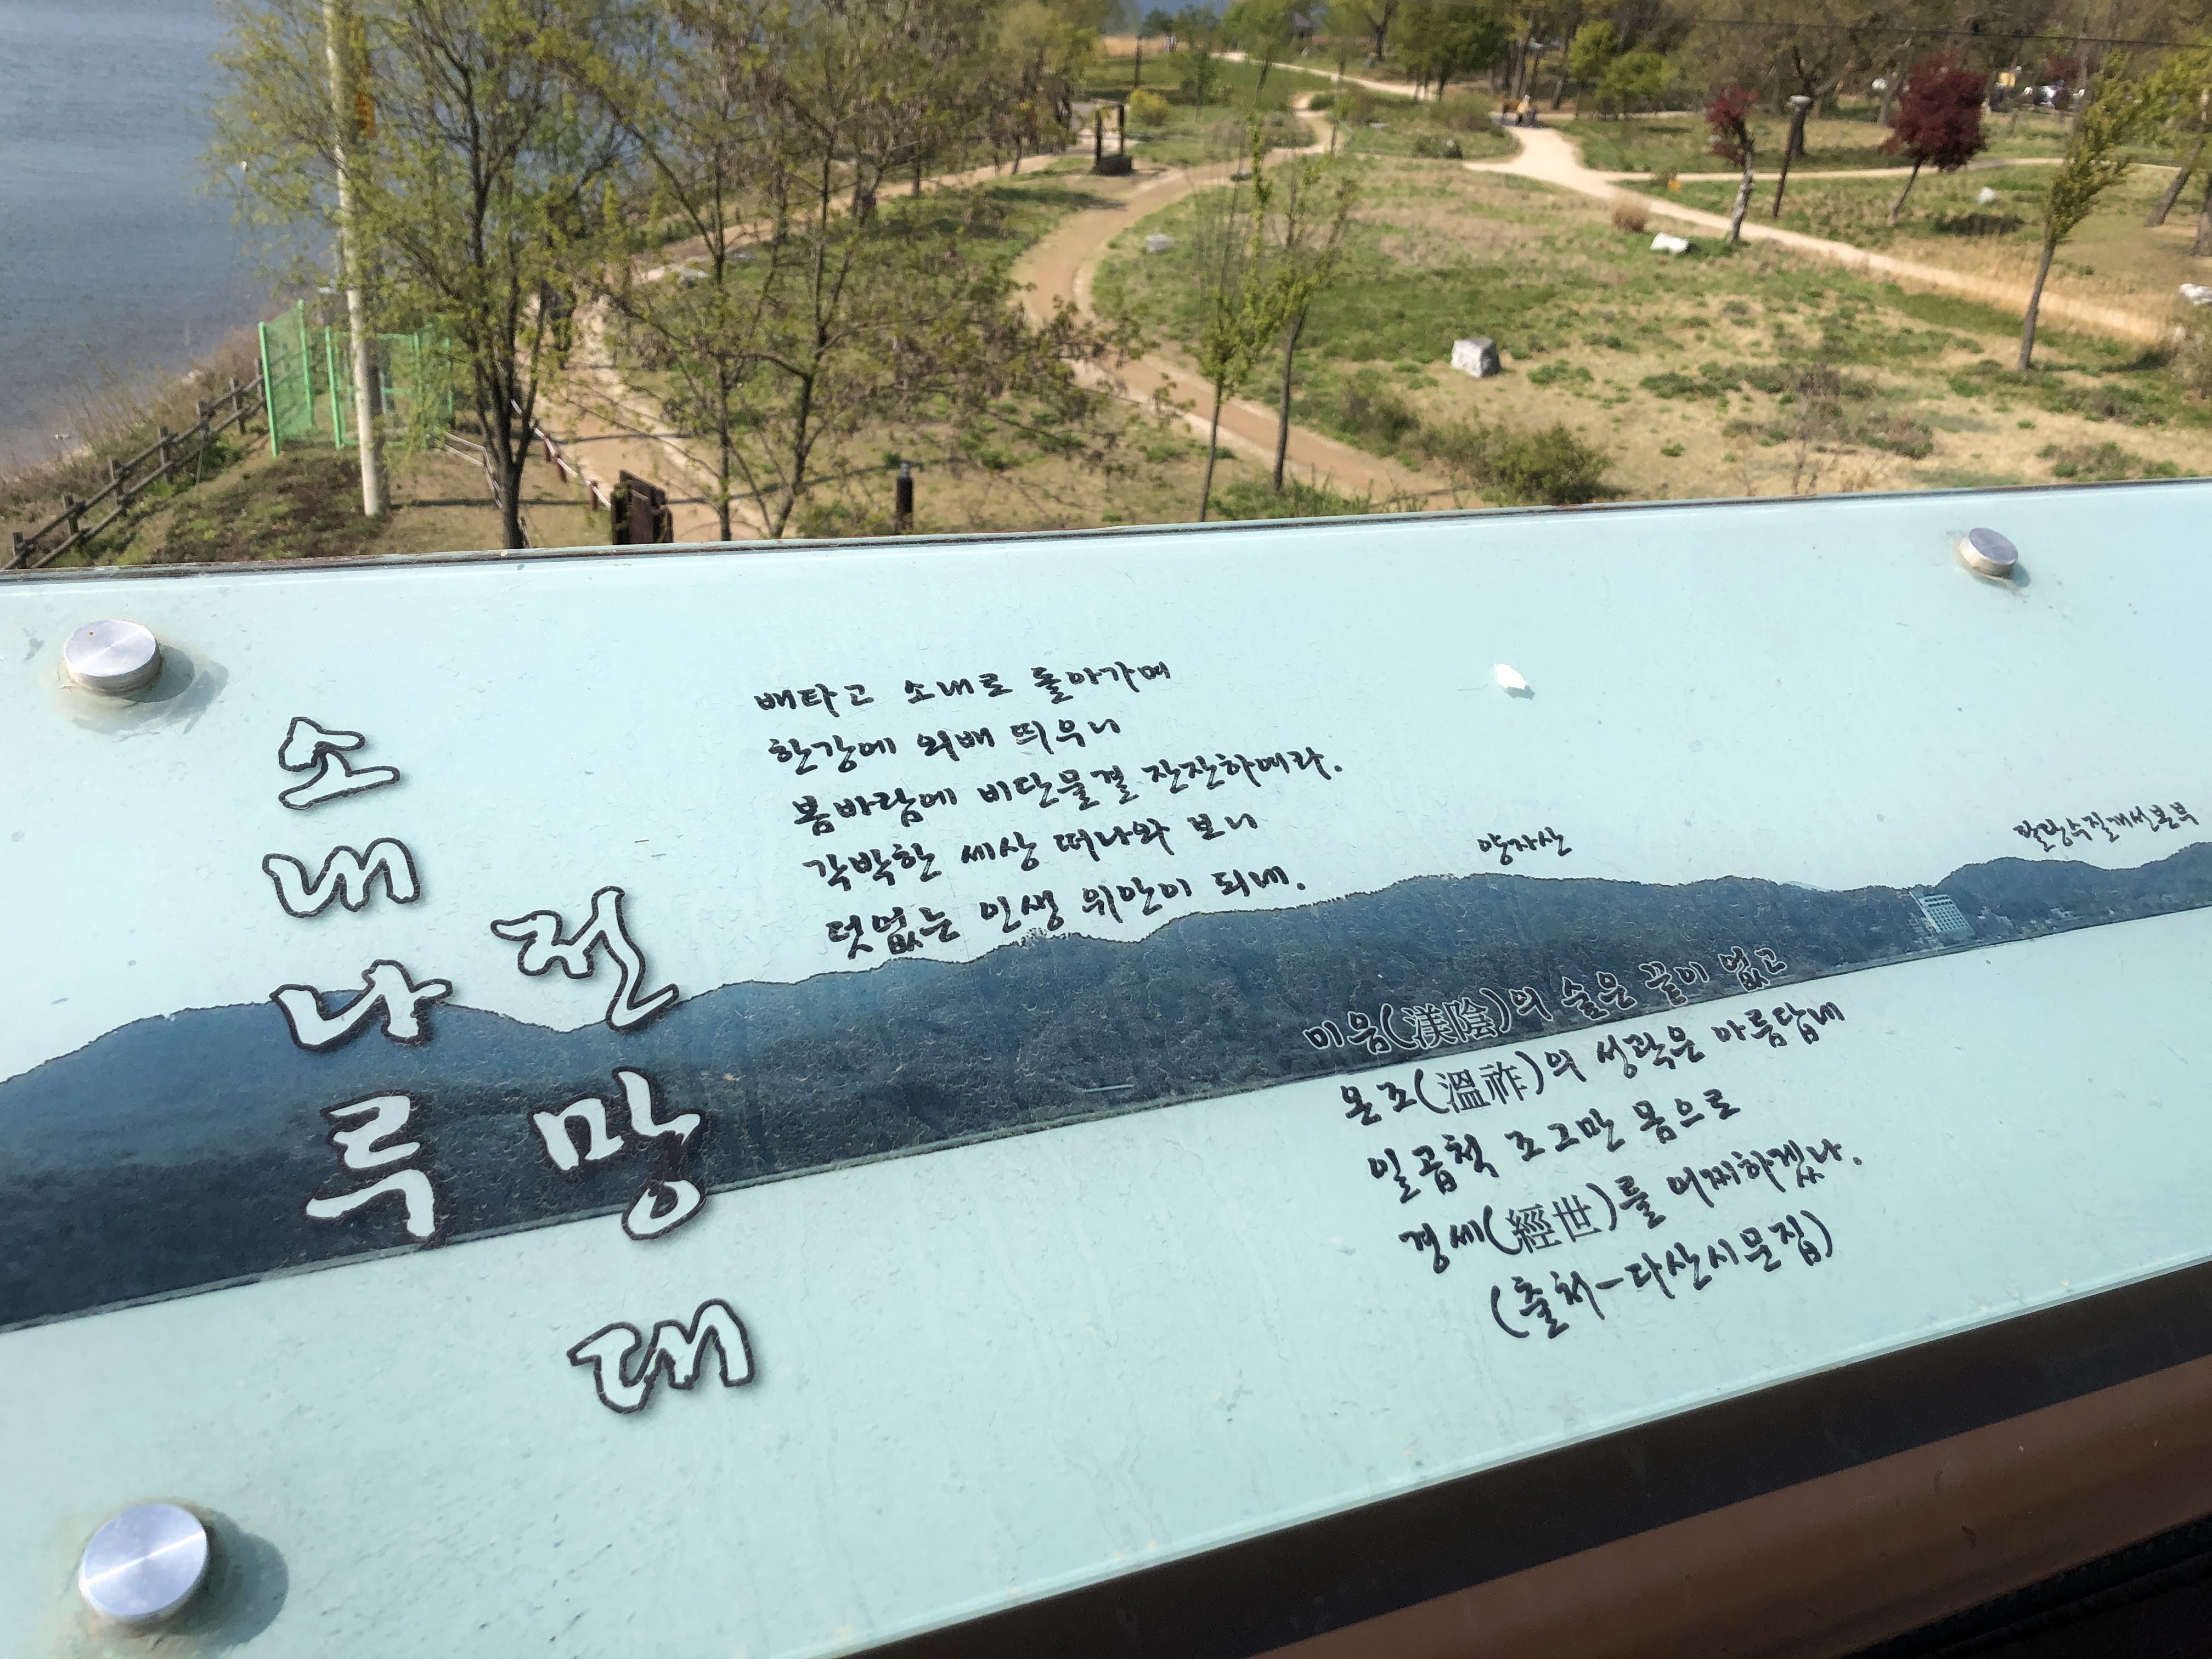 소내나루
전망대
배타고 소내로 돌아가며
한강에 외배 띄우니
봄바람에 비단물결 잔잔하여라.
각박한 세상 떠나와 보니
덧없는 인생 위안이 되네.
양자산
팔당수질개선본부
미음(渼陰)의 숲은 끝이 없고
온조(溫祚)의 성곽은 아름답네
일곱척 조그만 몸으로
경세(經世)를 어찌하겠나.
(출처-다산시문집)